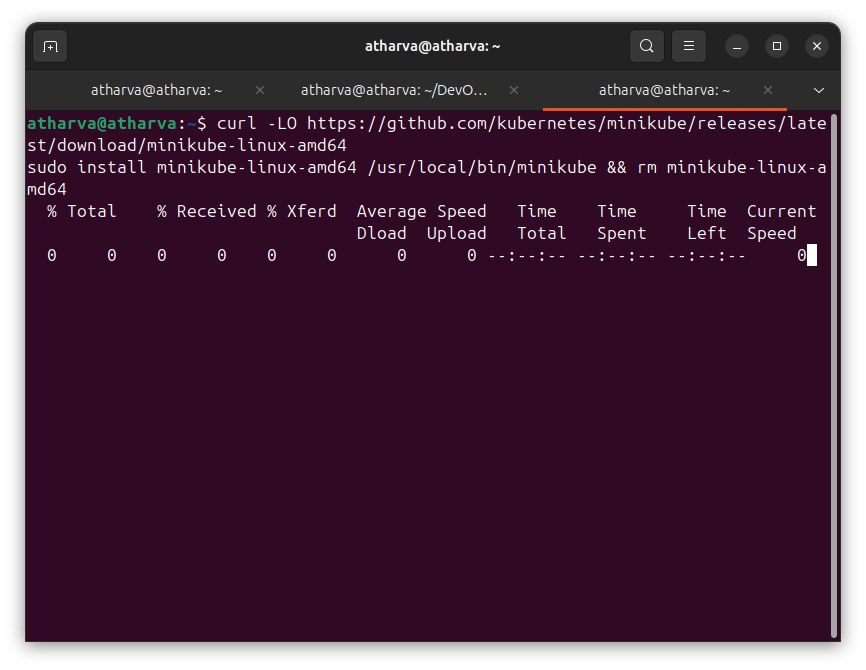 atharva@atharva: ~
atharva@atharva: ~ atharva@atharva: ~/DevO... atharva@atharva: ~
atharva@atharva:~$ curl -LO https://github.com/kubernetes/minikube/releases/late
st/download/minikube-linux-amd64
sudo install minikube-linux-amd64 /usr/local/bin/minikube && rm minikube-linux-a
md64
  % Total    % Received % Xferd  Average Speed   Time    Time     Time  Current
                                 Dload  Upload   Total   Spent    Left  Speed
  0     0    0     0    0     0      0      0 --:--:-- --:--:-- --:--:--     0